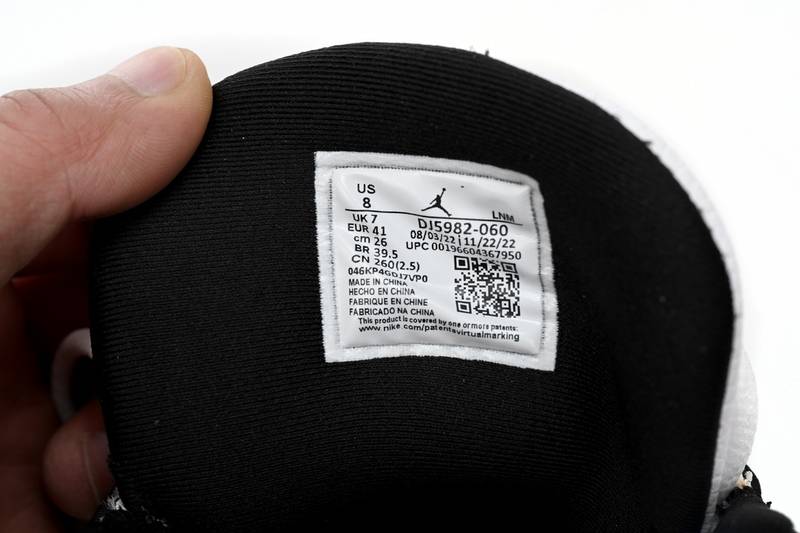 US
8
LNM
UK 7
DJ5982-060
EUR 41
08/03/22 | 11/22/22
cm 26
UPC 00196604367950
BR 39.5
CN 260(2.5)
046KP4GDJ7VP0
MADE IN CHINA
HECHO EN CHINA
FABRIQUE EN CHINE
FABRICADO NA CHINA
This product is covered by one or more patents:
www.nike.com/patentsvirtualmarking